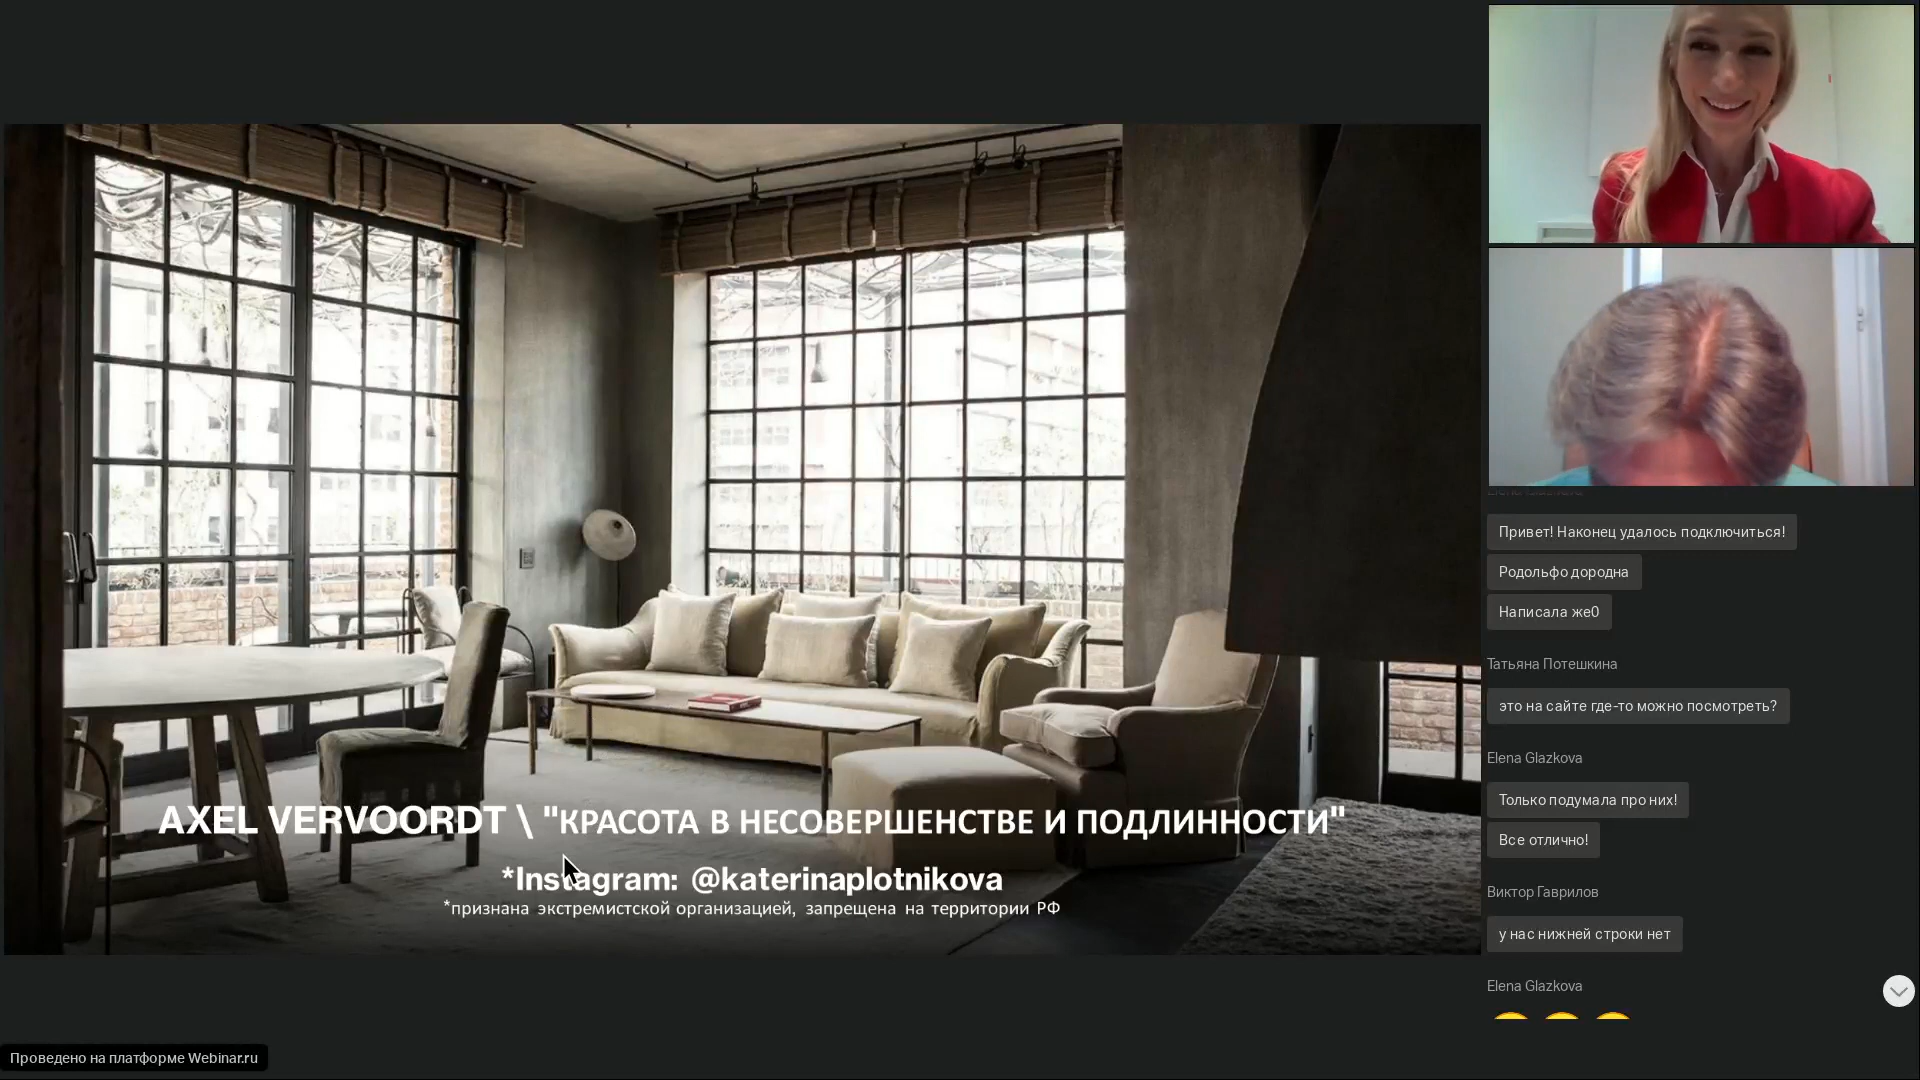 AXEL VERVOORDT \ "КРАСОТА В НЕСОВЕРШЕНСТВЕ И ПОДЛИННОСТИ"
*Instagram: @katerinaplotnikova
*признана экстремистской организацией, запрещена на территории РФ
Привет! Наконец удалось подключиться!
Родольфо дородна
Написала же0
Татьяна Потешкина
это на сайте где-то можно посмотреть?
Elena Glazkova
Только подумала про них!
Все отлично!
Виктор Гаврилов
у нас нижней строки нет
Elena Glazkova
Проведено на платформе Webinar.ru